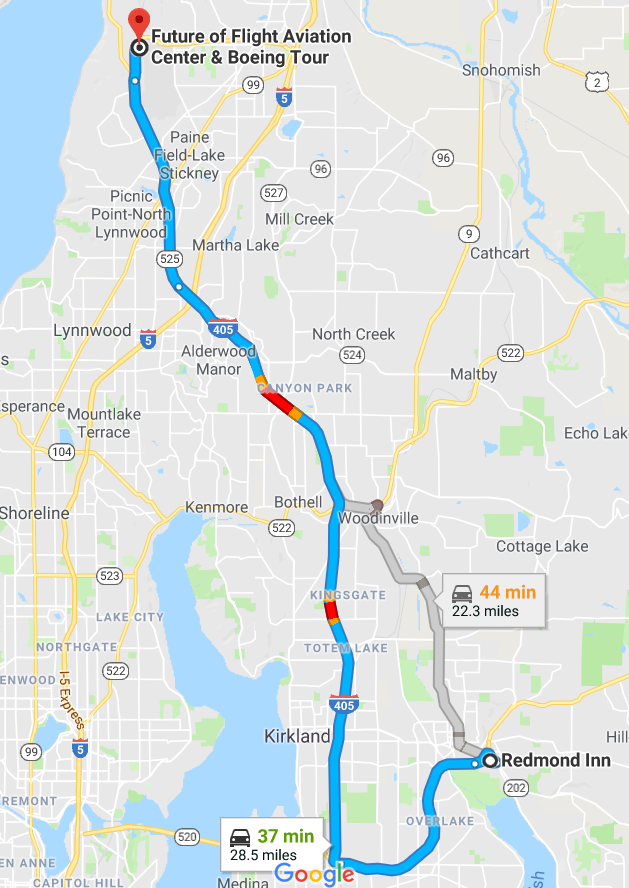 Future of Flight Aviation
Center & Boeing Tour
Snohomish
2
99
5
Paine
Field-Lake
Stickney
96
96
527
Picnic
Point-North
Lynnwood
Mill Creek
9
Martha Lake
Cathcart
525
405
Lynnwood
5
North Creek
524
522
Alderwood
Manor
Maltby
CANYON PARK
sperance
Mountlake
Terrace
Echo Lak
104
Kenmore
Bothell
Shoreline
522
Woodinville
Cottage Lake
523
44 min
22.3 miles
KINGSGATE
LAKE CITY
NORTHGATE
TOTEM LAKE
522
ENWOOD
I-5 Express
405
Kirkland
Hill
99
5
Redmond Inn
202
REMONT
OVERLAKE
520
37 min
28.5 miles
EN ANNE
Google
CAPITOL HILL
Medina
ish